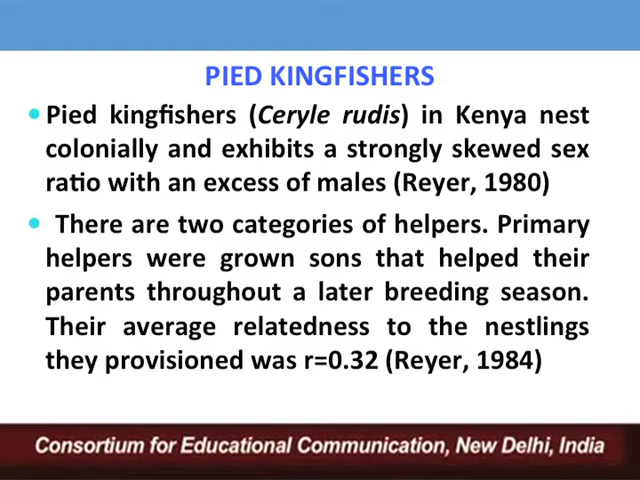 PIED KINGFISHERS
• Pied kingfishers (Ceryle rudis) in Kenya nest
colonially and exhibits a strongly skewed sex
ratio with an excess of males (Reyer, 1980)
• There are two categories of helpers. Primary
helpers were grown sons that helped their
parents throughout a later breeding season.
Their average relatedness to the nestlings
they provisioned was r=0.32 (Reyer, 1984)
Consortium for Educational Communication, New Delhi, India